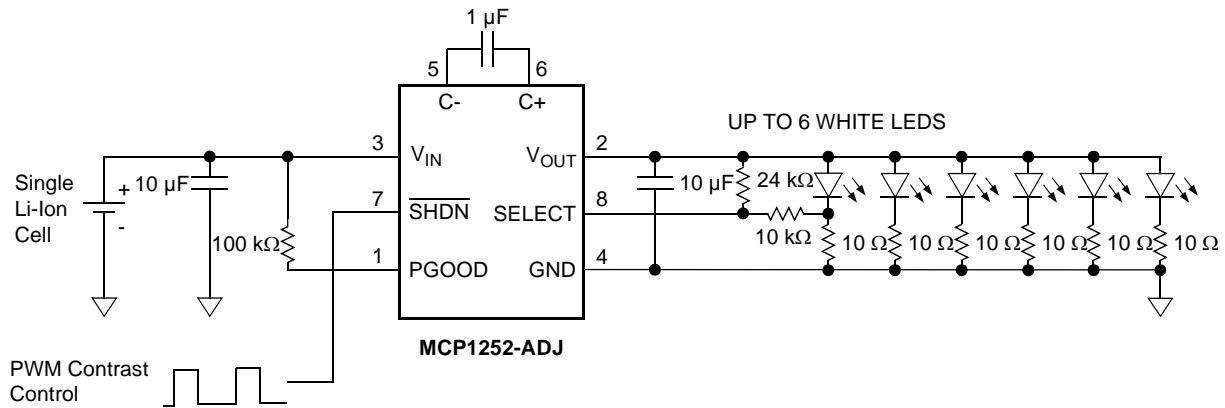 1 µF
5
6
C-
C+
UP TO 6 WHITE LEDS
3
VIN
VOUT
2
Single
Li-Ion
Cell
+
-
10 µF
100 kΩ
7
SHDN
SELECT
8
10 µF
24 kΩ
10 kΩ
10 Ω
10 Ω
10 Ω
10 Ω
10 Ω
10 Ω
1
PGOOD
GND
4
MCP1252-ADJ
PWM Contrast
Control